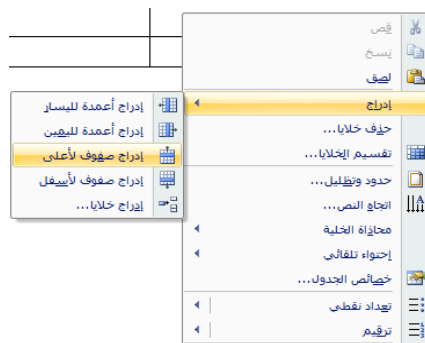 قص
نسخ
لصق
إدراج
حذف خلايا...
تقسيم الخلايا...
حدود وتظليل...
اتجاه النص...
محاذاة الخلية
إحتواء تلقائي
خصائص الجدول...
تعداد نقطي
ترقيم
إدراج أعمدة لليسار
إدراج أعمدة لليمين
إدراج صفوف لأعلى
إدراج صفوف لأسفل
إدراج خلايا...